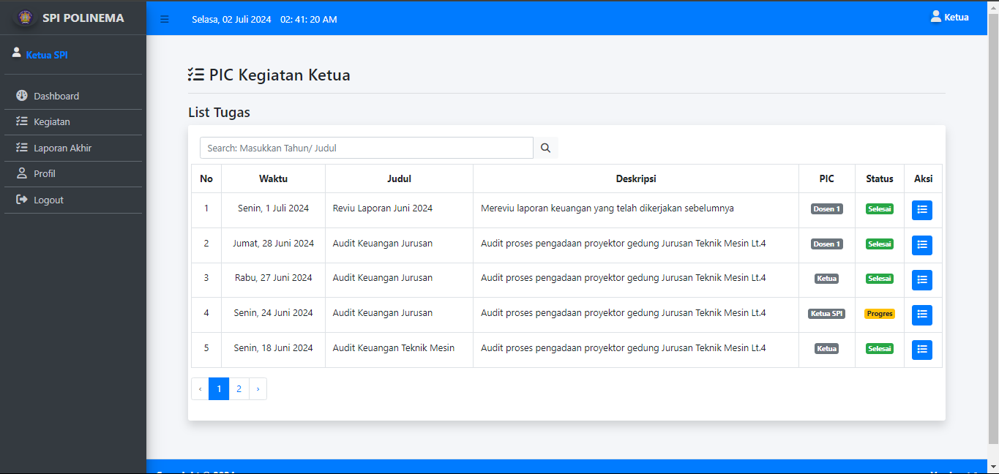 SPI POLINEMA
Selasa, 02 Juli 2024 02: 41: 20 AM
Ketua
Ketua SPI
Dashboard
Kegiatan
Laporan Akhir
Profil
Logout
PIC Kegiatan Ketua
List Tugas
Search: Masukkan Tahun/ Judul
No Waktu Judul Deskripsi PIC Status Aksi
1 Senin, 1 Juli 2024 Reviu Laporan Juni 2024 Mereviu laporan keuangan yang telah dikerjakan sebelumnya Dosen 1 Selesai
2 Jumat, 28 Juni 2024 Audit Keuangan Jurusan Audit proses pengadaan proyektor gedung Jurusan Teknik Mesin Lt.4 Dosen 1 Selesai
3 Rabu, 27 Juni 2024 Audit Keuangan Jurusan Audit proses pengadaan proyektor gedung Jurusan Teknik Mesin Lt.4 Ketua Selesai
4 Senin, 24 Juni 2024 Audit Keuangan Jurusan Audit proses pengadaan proyektor gedung Jurusan Teknik Mesin Lt.4 Ketua SPI Progres
5 Senin, 18 Juni 2024 Audit Keuangan Teknik Mesin Audit proses pengadaan proyektor gedung Jurusan Teknik Mesin Lt.4 Ketua Selesai
‹ 1 2 ›